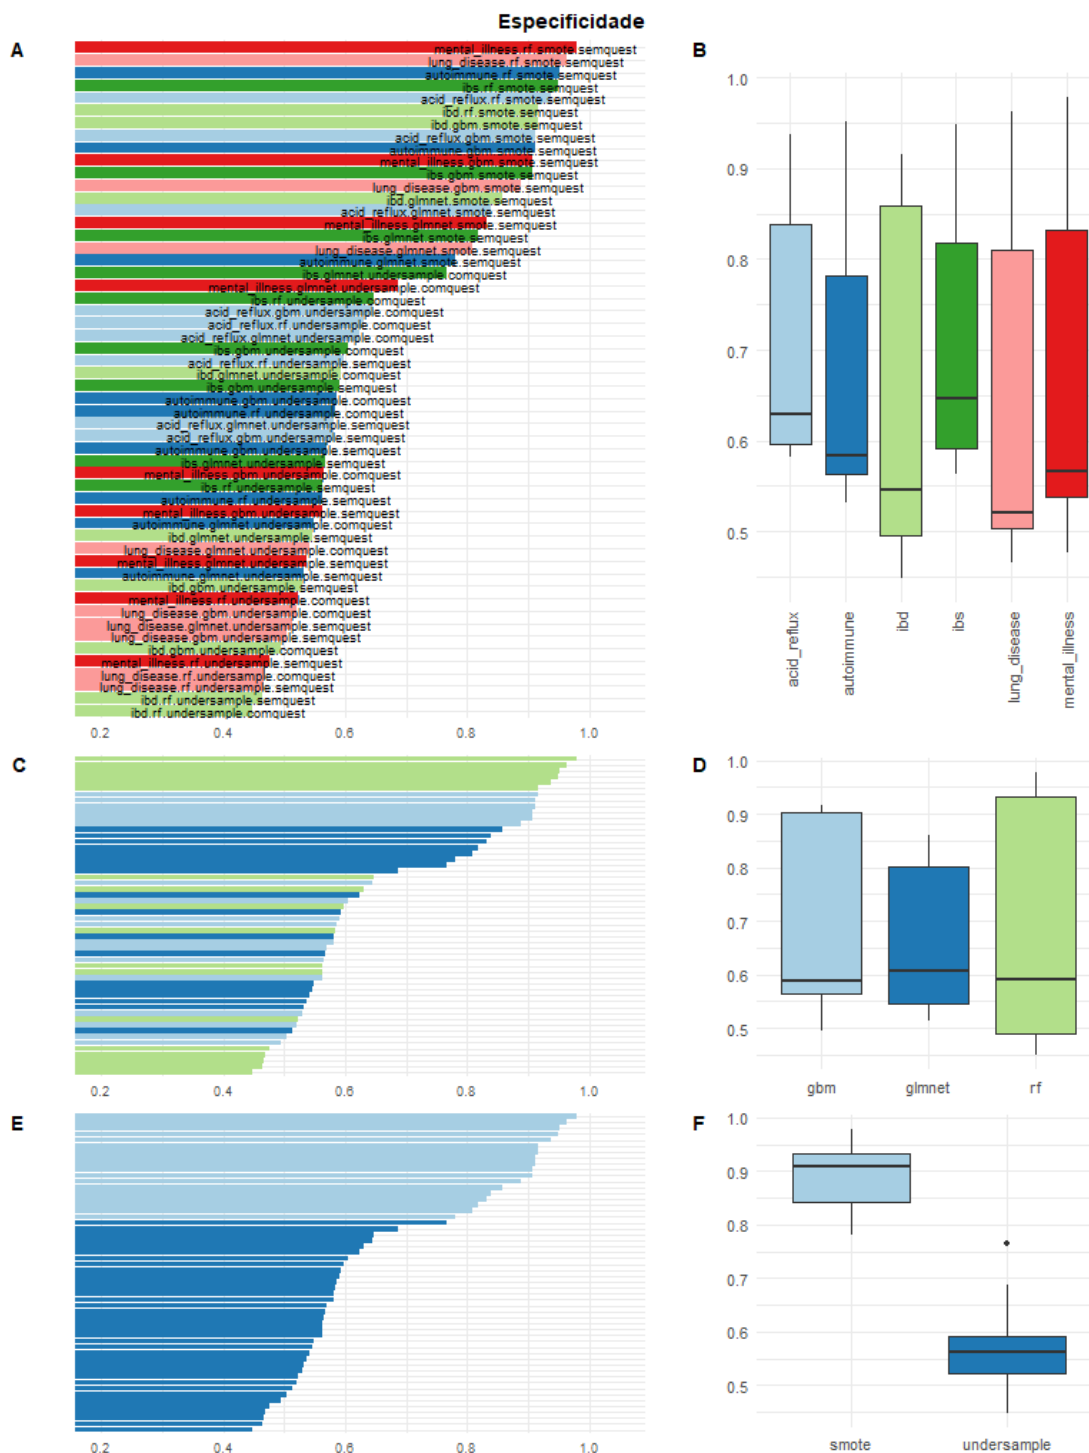 Especificidade
A
mental_illness.rf.smote.semquest
lung_disease.rf.smote.semquest
autoimmune.rf.smote.semquest
ibs.rf.smote.semquest
acid_reflux.rf.smote.semquest
ibd.rf.smote.semquest
ibd.gbm.smote.semquest
acid_reflux.gbm.smote.semquest
autoimmune.gbm.smote.semquest
mental_illness.gbm.smote.semquest
ibs.gbm.smote.semquest
lung_disease.gbm.smote.semquest
ibd.glmnet.smote.semquest
acid_reflux.glmnet.smote.semquest
mental_illness.glmnet.smote.semquest
ibs.glmnet.smote.semquest
lung_disease.glmnet.smote.semquest
autoimmune.glmnet.smote.semquest
ibs.glmnet.undersample.comquest
mental_illness.glmnet.undersample.comquest
ibs.rf.undersample.comquest
acid_reflux.gbm.undersample.comquest
acid_reflux.rf.undersample.comquest
acid_reflux.glmnet.undersample.comquest
ibs.gbm.undersample.comquest
acid_reflux.rf.undersample.semquest
ibd.glmnet.undersample.comquest
ibs.gbm.undersample.semquest
autoimmune.gbm.undersample.comquest
autoimmune.rf.undersample.comquest
acid_reflux.glmnet.undersample.semquest
acid_reflux.gbm.undersample.semquest
autoimmune.gbm.undersample.semquest
ibs.glmnet.undersample.semquest
mental_illness.gbm.undersample.comquest
ibs.rf.undersample.semquest
autoimmune.rf.undersample.semquest
mental_illness.gbm.undersample.semquest
autoimmune.glmnet.undersample.comquest
ibd.glmnet.undersample.semquest
lung_disease.glmnet.undersample.comquest
mental_illness.glmnet.undersample.semquest
autoimmune.glmnet.undersample.semquest
ibd.gbm.undersample.semquest
mental_illness.rf.undersample.comquest
lung_disease.gbm.undersample.comquest
lung_disease.glmnet.undersample.semquest
lung_disease.gbm.undersample.semquest
ibd.gbm.undersample.comquest
mental_illness.rf.undersample.semquest
lung_disease.rf.undersample.comquest
lung_disease.rf.undersample.semquest
ibd.rf.undersample.semquest
ibd.rf.undersample.comquest
0.2 0.4 0.6 0.8 1.0
B
1.0
0.9
0.8
0.7
0.6
0.5
acid_reflux
autoimmune
ibd
ibs
lung_disease
mental_illness
C
0.2 0.4 0.6 0.8 1.0
D
1.0
0.9
0.8
0.7
0.6
0.5
gbm glmnet rf
E
0.2 0.4 0.6 0.8 1.0
F
1.0
0.9
0.8
0.7
0.6
0.5
smote undersample